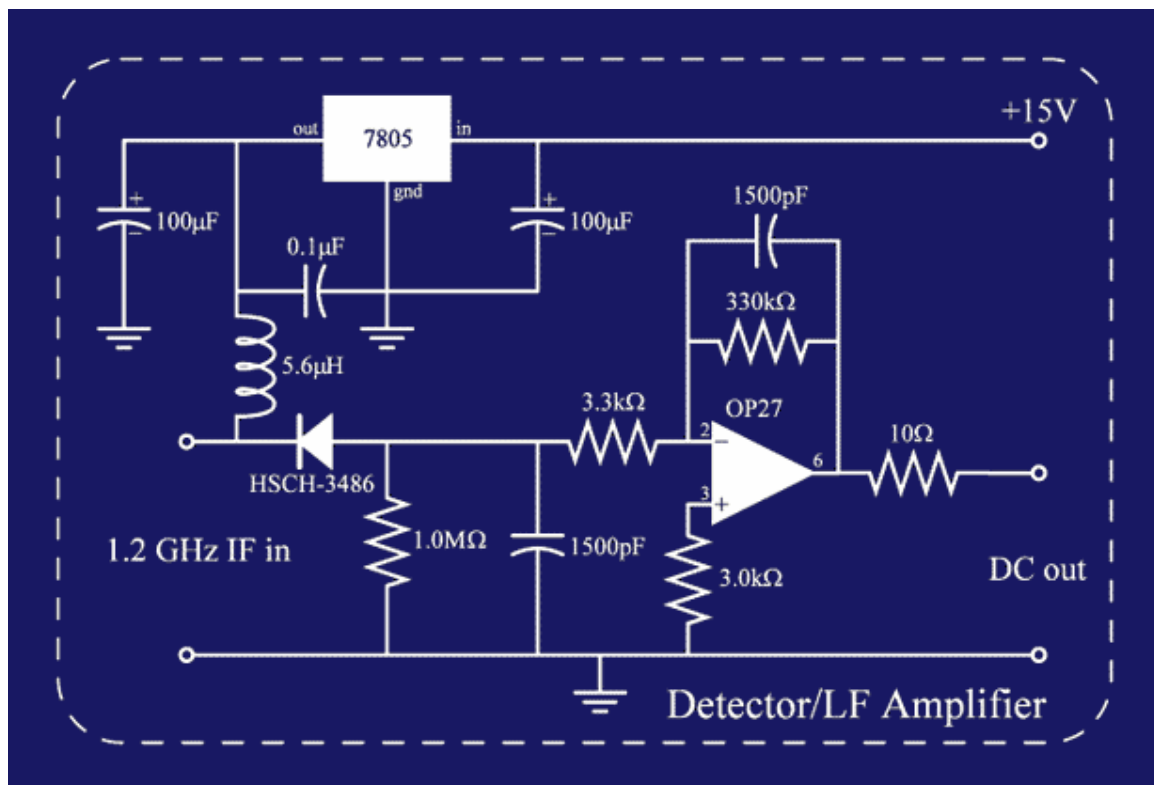 +15V
out
7805
in
gnd
+
−
100μF
0.1μF
+
−
100μF
1500pF
330kΩ
5.6μH
3.3kΩ
OP27
2
−
10Ω
6
HSCH-3486
3
+
1.0MΩ
1500pF
3.0kΩ
1.2 GHz IF in
DC out
Detector/LF Amplifier